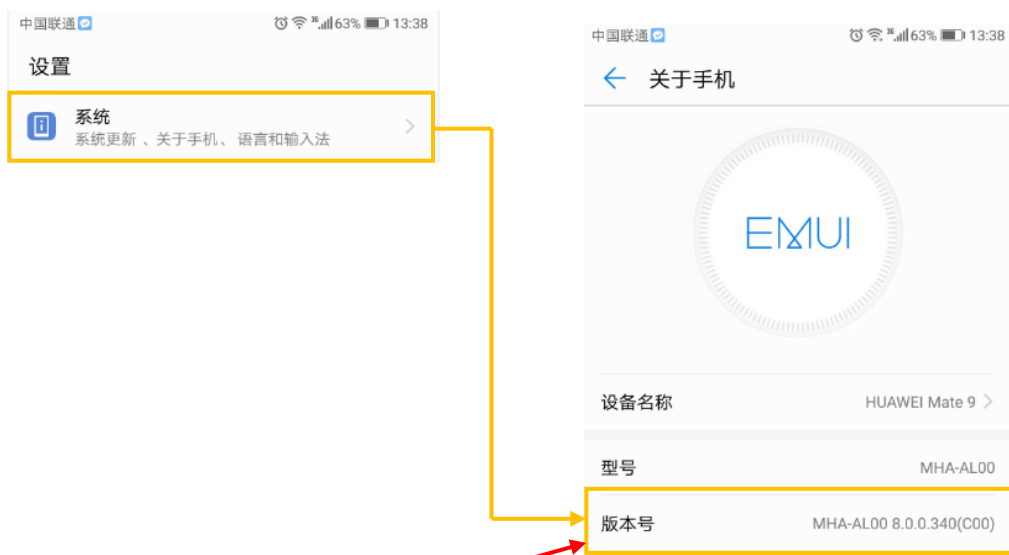 中国联通 63% 13:38
设置
系统
系统更新 、关于手机、 语言和输入法
中国联通 63% 13:38
关于手机
EMUI
设备名称 HUAWEI Mate 9
型号 MHA-AL00
版本号 MHA-AL00 8.0.0.340(C00)